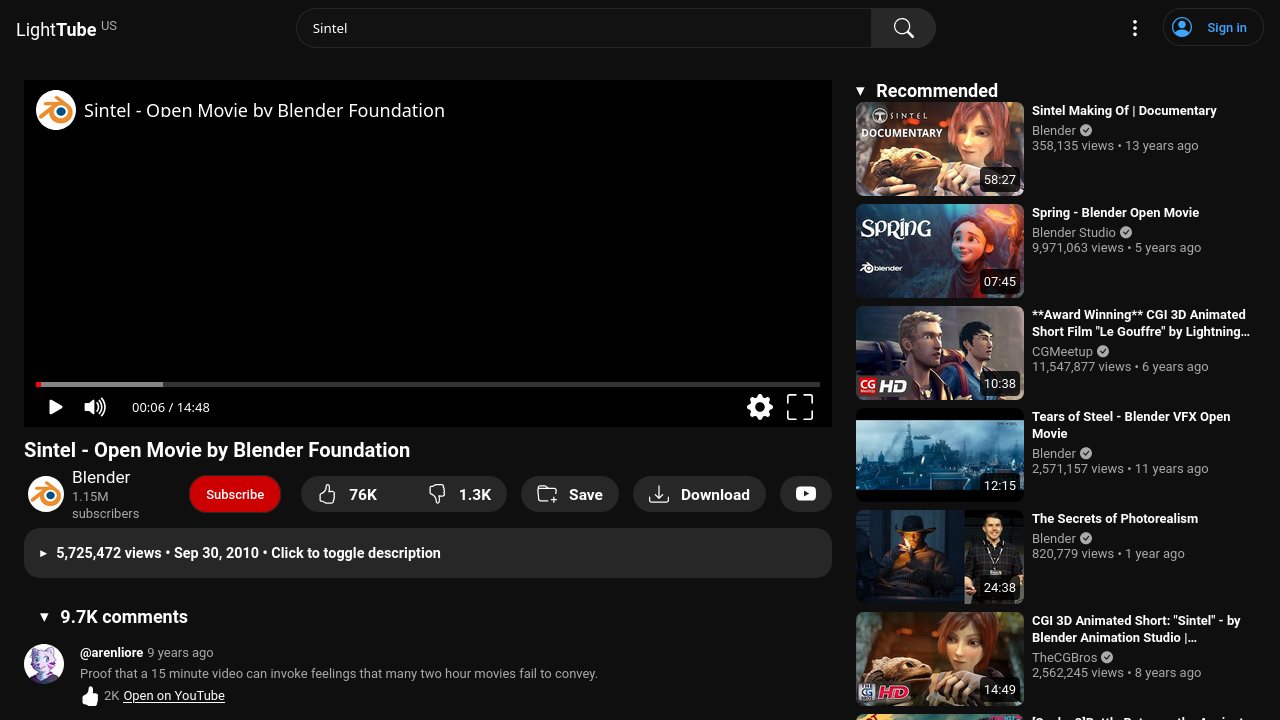 LightTube US
Sintel
Sign in
Sintel - Open Movie by Blender Foundation
00:06 / 14:48
Sintel - Open Movie by Blender Foundation
Blender
1.15M
subscribers
Subscribe
76K
1.3K
Save
Download
5,725,472 views • Sep 30, 2010 • Click to toggle description
9.7K comments
@arenliore 9 years ago
Proof that a 15 minute video can invoke feelings that many two hour movies fail to convey.
2K Open on YouTube
Recommended
SINTEL
DOCUMENTARY
58:27
Sintel Making Of | Documentary
Blender
358,135 views • 13 years ago
SPRING
blender
07:45
Spring - Blender Open Movie
Blender Studio
9,971,063 views • 5 years ago
CG
HD
10:38
**Award Winning** CGI 3D Animated
Short Film "Le Gouffre" by Lightning…
CGMeetup
11,547,877 views • 6 years ago
12:15
Tears of Steel - Blender VFX Open
Movie
Blender
2,571,157 views • 11 years ago
24:38
The Secrets of Photorealism
Blender
820,779 views • 1 year ago
THE CG
HD
14:49
CGI 3D Animated Short: "Sintel" - by
Blender Animation Studio |…
TheCGBros
2,562,245 views • 8 years ago